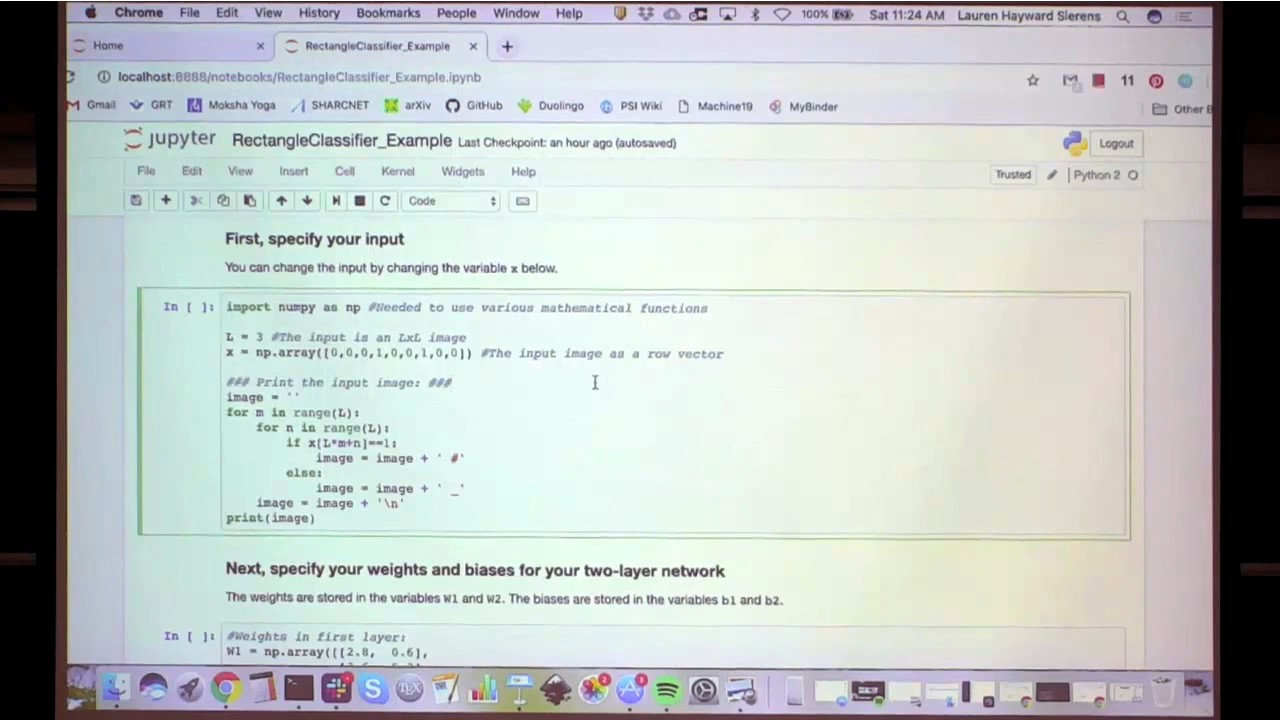 Chrome File Edit View History Bookmarks People Window Help 100% Sat 11:24 AM Lauren Hayward Sierens
Home RectangleClassifier_Example
localhost:8888/notebooks/RectangleClassifier_Example.ipynb 11
Gmail GRT Moksha Yoga SHARCNET arXiv GitHub Duolingo PSI Wiki Machine19 MyBinder Other B
jupyter RectangleClassifier_Example Last Checkpoint: an hour ago (autosaved) Logout
File Edit View Insert Cell Kernel Widgets Help Trusted Python 2
Code
First, specify your input
You can change the input by changing the variable x below.
In [ ]: import numpy as np #Needed to use various mathematical functions
L = 3 #The input is an LxL image
x = np.array([0,0,0,1,0,0,1,0,0]) #The input image as a row vector
### Print the input image: ###
image = ''
for m in range(L):
for n in range(L):
if x[L*m+n]==1:
image = image + ' #'
else:
image = image + ' _'
image = image + '\n'
print(image)
Next, specify your weights and biases for your two-layer network
The weights are stored in the variables W1 and W2. The biases are stored in the variables b1 and b2.
In [ ]: #Weights in first layer:
W1 = np.array([[2.8, 0.6],